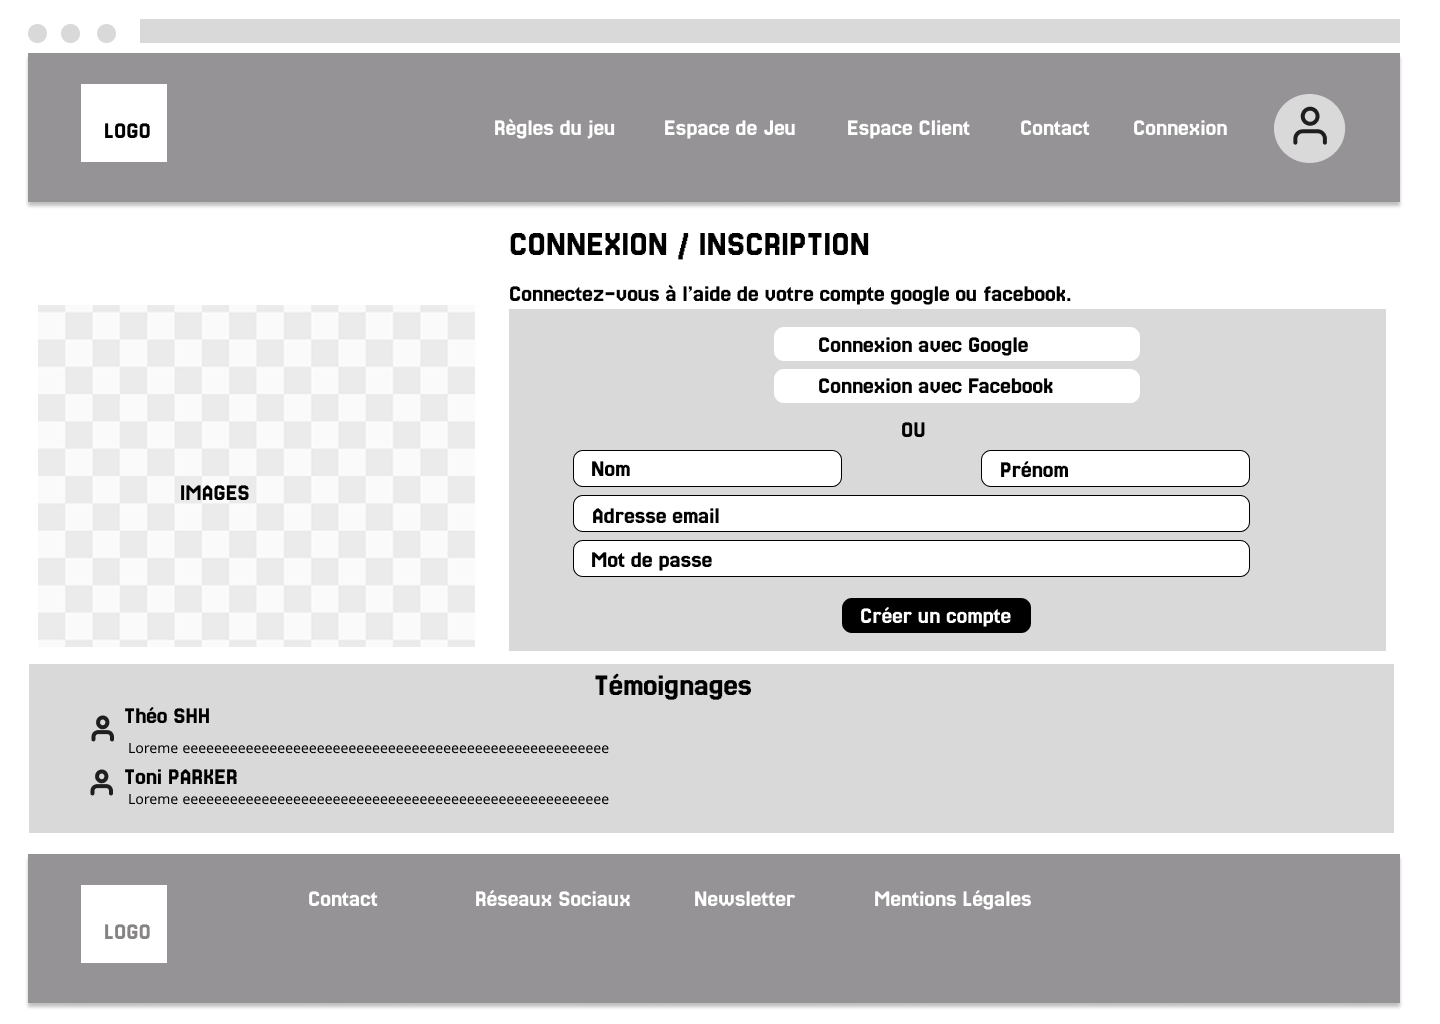 LOGO
Règles du jeu
Espace de Jeu
Espace Client
Contact
Connexion
CONNEXION / INSCRIPTION
Connectez-vous à l'aide de votre compte google ou facebook.
Connexion avec Google
Connexion avec Facebook
OU
Nom
Prénom
Adresse email
Mot de passe
Créer un compte
IMAGES
Témoignages
Théo SHH
Loreme eeeeeeeeeeeeeeeeeeeeeeeeeeeeeeeeeeeeeeeeeeeeeeeeeeeeee
Toni PARKER
Loreme eeeeeeeeeeeeeeeeeeeeeeeeeeeeeeeeeeeeeeeeeeeeeeeeeeeeee
LOGO
Contact
Réseaux Sociaux
Newsletter
Mentions Légales